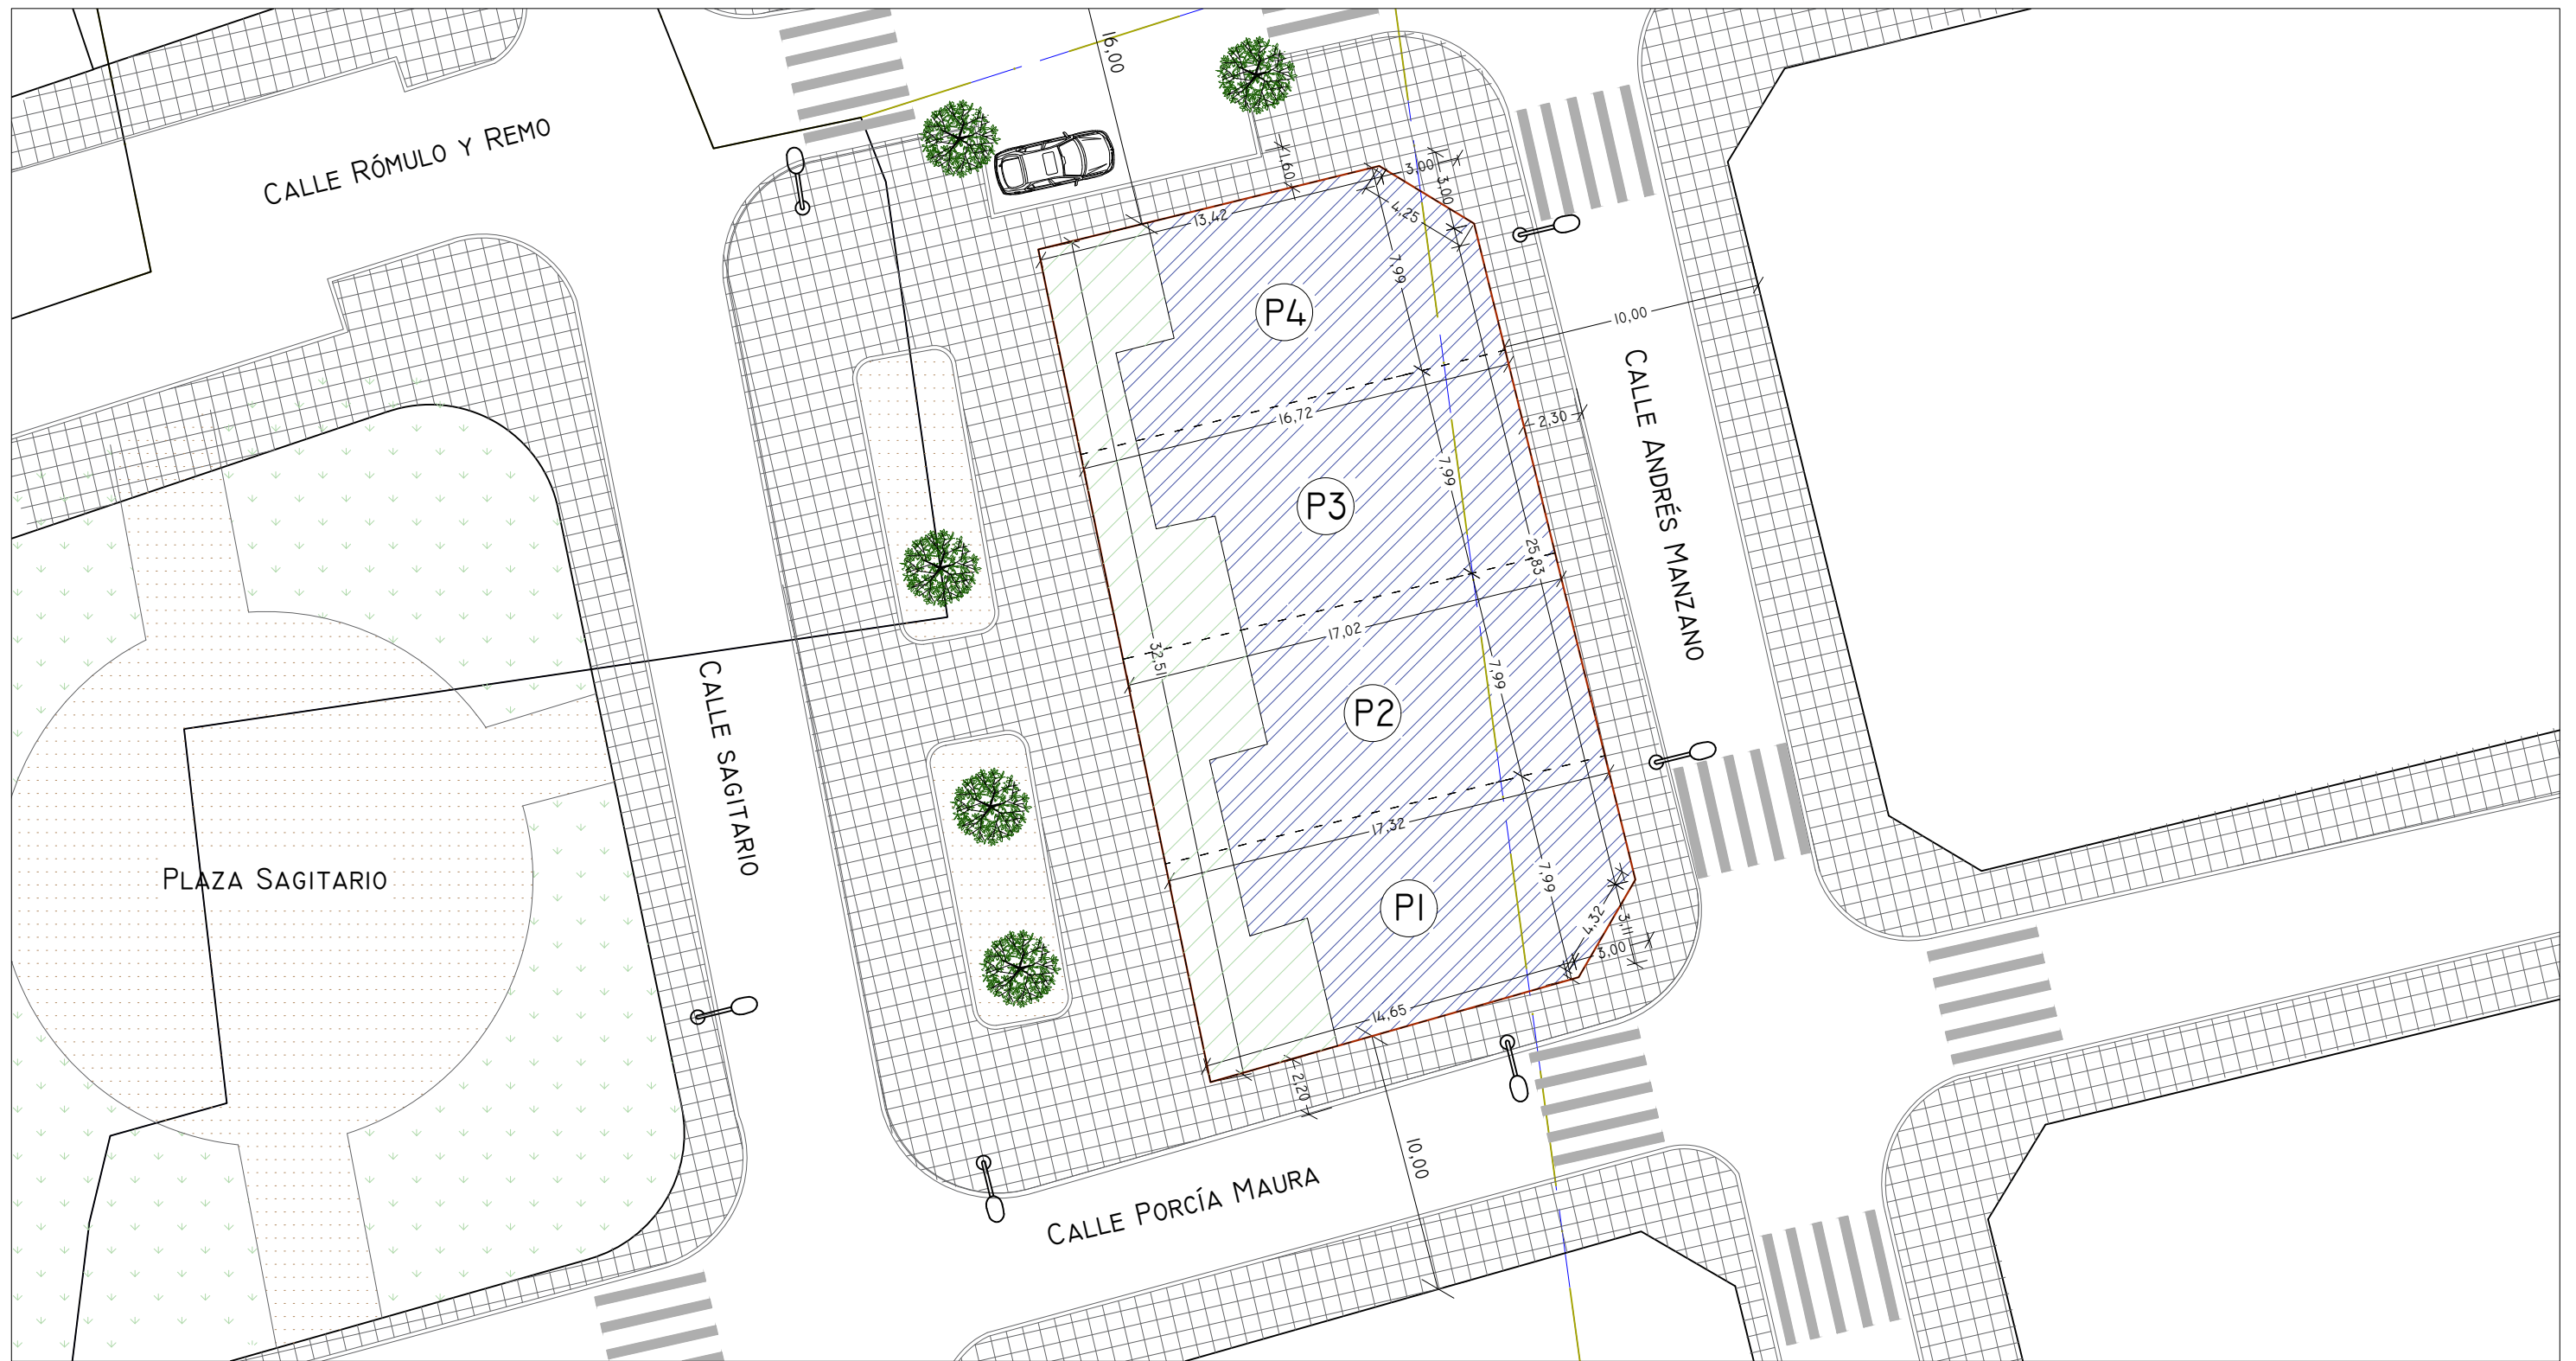 16,00
CALLE RÓMULO Y REMO
1,60
3,00
3,00
4,25
13,42
7,99
P4
10,00
16,72
2,30
CALLE ANDRÉS MANZANO
7,99
P3
25,83
17,02
32,51
7,99
P2
CALLE SAGITARIO
17,32
PLAZA SAGITARIO
7,99
P1
4,32
3,11
3,00
14,65
2,20
10,00
CALLE PORCÍA MAURA